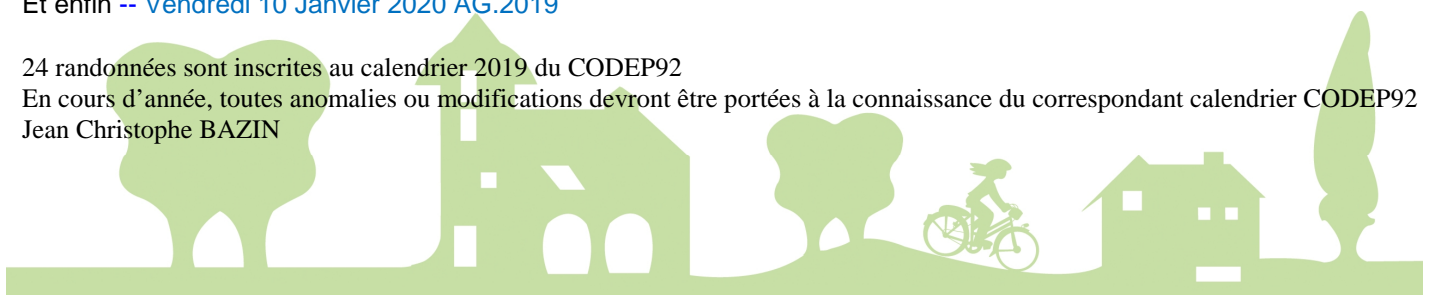 Et enfin -- Vendredi 10 Janvier 2020 AG.2019
24 randonnées sont inscrites au calendrier 2019 du CODEP92
En cours d'année, toutes anomalies ou modifications devront être portées à la connaissance du correspondant calendrier CODEP92
Jean Christophe BAZIN